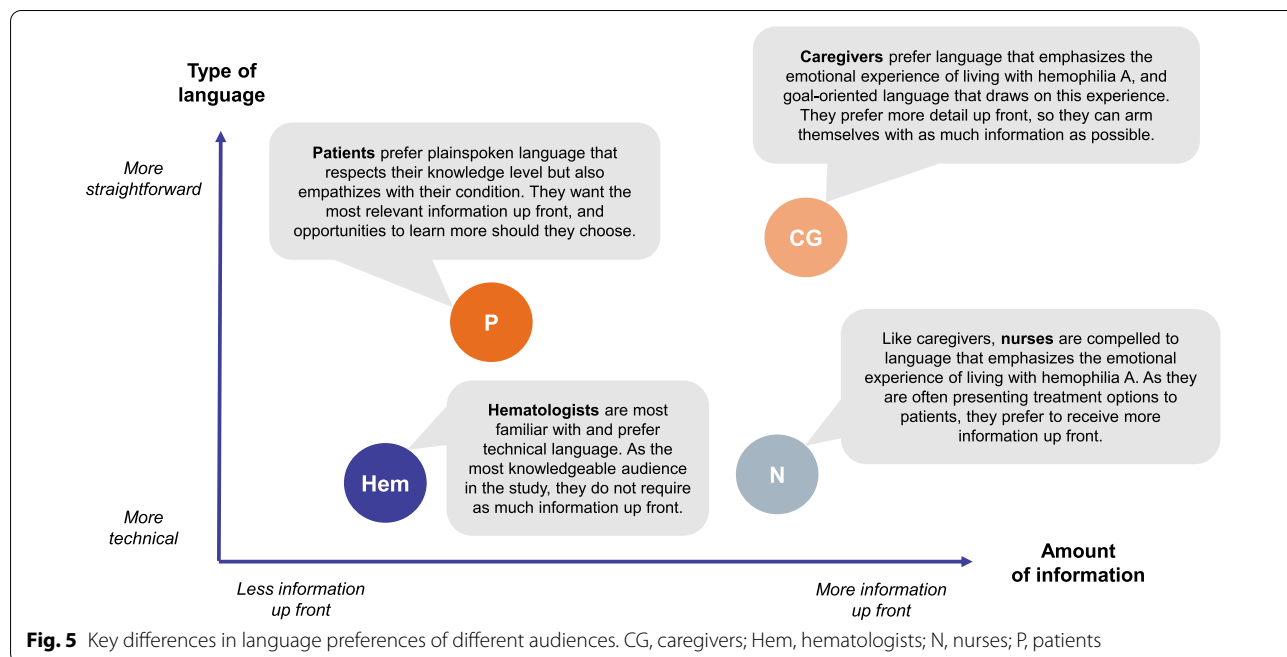 Type of
language
More
straightforward
More
technical
Patients prefer plainspoken language that
respects their knowledge level but also
empathizes with their condition. They want the
most relevant information up front, and
opportunities to learn more should they choose.
P
Caregivers prefer language that emphasizes the
emotional experience of living with hemophilia A, and
goal-oriented language that draws on this experience.
They prefer more detail up front, so they can arm
themselves with as much information as possible.
CG
Hematologists are most
familiar with and prefer
technical language. As the
most knowledgeable audience
in the study, they do not require
as much information up front.
Hem
Like caregivers, nurses are compelled to
language that emphasizes the emotional
experience of living with hemophilia A. As they
are often presenting treatment options to
patients, they prefer to receive more
information up front.
N
Less information
up front
More information
up front
Amount
of information
Fig. 5 Key differences in language preferences of different audiences. CG, caregivers; Hem, hematologists; N, nurses; P, patients